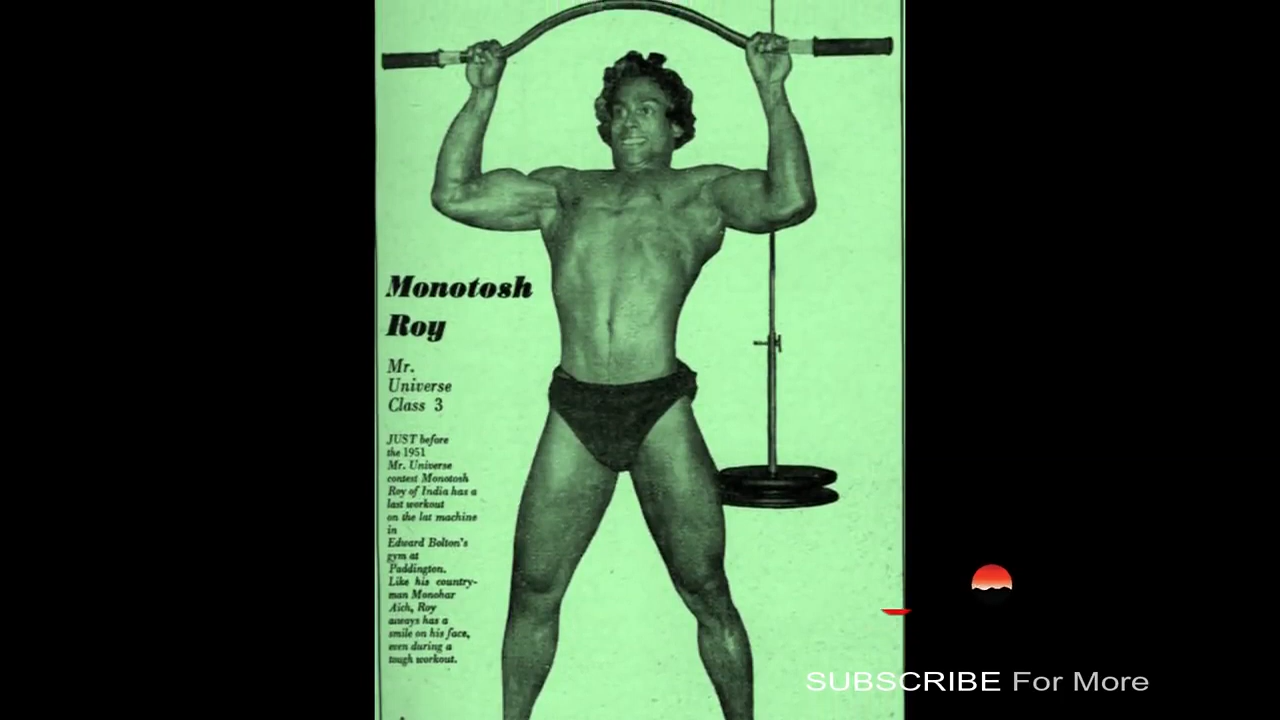 Monotosh
Roy
Mr.
Universe
Class 3
JUST before
the 1951
Mr. Universe
contest Monotosh
Roy of India has a
last workout
on the lat machine
in
Edward Bolton's
gym at
Paddington.
Like his country-
man Monohar
Aich, Roy
always has a
smile on his face,
even during a
tough workout.
SUBSCRIBE For More